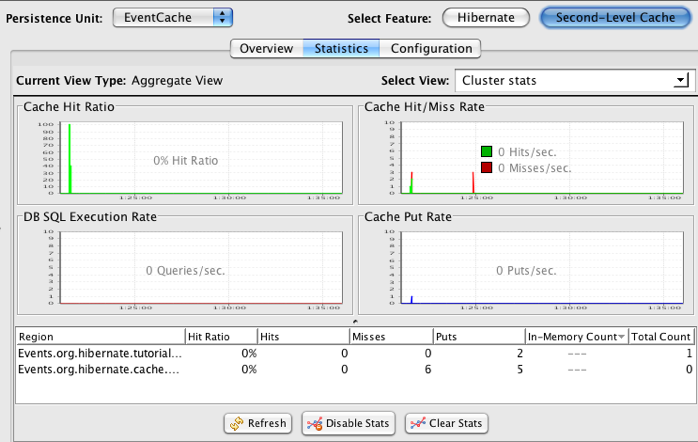 Persistence Unit: EventCache Select Feature: Hibernate Second-Level Cache
Overview Statistics Configuration
Current View Type: Aggregate View Select View: Cluster stats
Cache Hit Ratio Cache Hit/Miss Rate
100
90
80
70
60
50
40
30
20
10
0
0% Hit Ratio
1:25:00 1:30:00 1:35:00
10
9
8
7
6
5
4
3
2
1
0
0 Hits/sec.
0 Misses/sec.
1:25:00 1:30:00 1:35:00
DB SQL Execution Rate Cache Put Rate
10
9
8
7
6
5
4
3
2
1
0
0 Queries/sec.
1:25:00 1:30:00 1:35:00
10
9
8
7
6
5
4
3
2
1
0
0 Puts/sec.
1:25:00 1:30:00 1:35:00
Region Hit Ratio Hits Misses Puts In-Memory Count Total Count
Events.org.hibernate.tutorial... 0% 0 0 2 --- 1
Events.org.hibernate.cache.... 0% 0 6 5 --- 0
Refresh Disable Stats Clear Stats